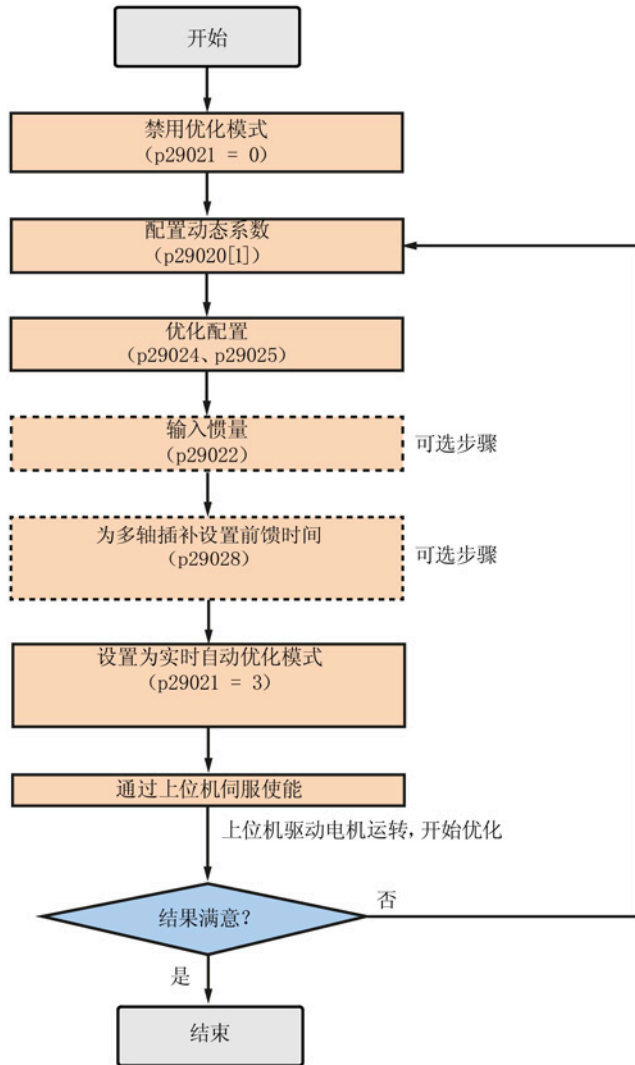 开始
禁用优化模式
(p29021 = 0)
配置动态系数
(p29020[1])
优化配置
(p29024、p29025)
输入惯量
(p29022)
可选步骤
为多轴插补设置前馈时间
(p29028)
可选步骤
设置为实时自动优化模式
(p29021 = 3)
通过上位机伺服使能
上位机驱动电机运转,开始优化
结果满意?
否
是
结束